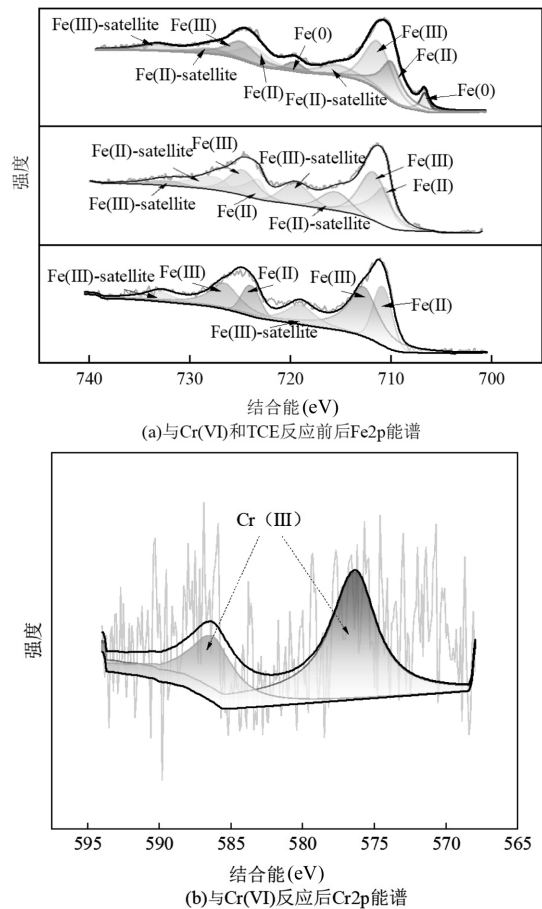 Fe(III)-satellite
Fe(III)
Fe(0)
Fe(III)
Fe(II)
Fe(II)-satellite
Fe(II)
Fe(II)-satellite
Fe(0)
Fe(II)-satellite
Fe(III)
Fe(III)-satellite
Fe(III)
Fe(II)
Fe(III)-satellite
Fe(II)
Fe(II)-satellite
强度
Fe(III)-satellite
Fe(III)
Fe(II)
Fe(III)
Fe(II)
Fe(III)-satellite
740 730 720 710 700
结合能(eV)
(a)与Cr(VI)和TCE反应前后Fe2p能谱
Cr（III）
强度
595 590 585 580 575 570 565
结合能(eV)
(b)与Cr(VI)反应后Cr2p能谱